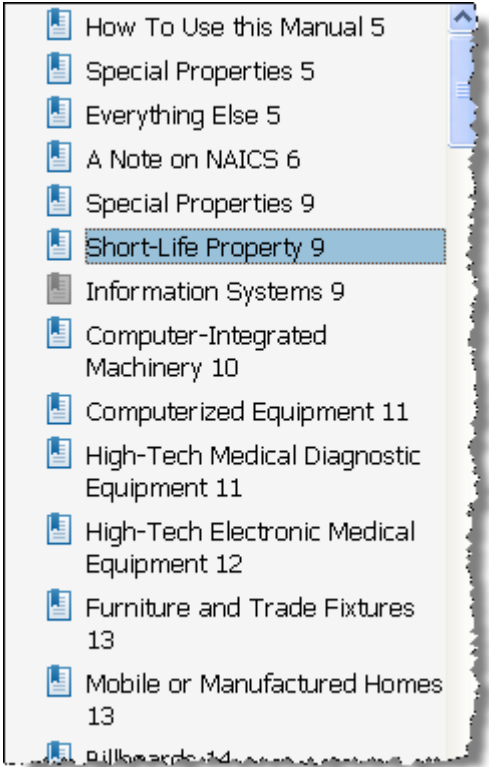 How To Use this Manual 5
Special Properties 5
Everything Else 5
A Note on NAICS 6
Special Properties 9
Short-Life Property 9
Information Systems 9
Computer-Integrated
Machinery 10
Computerized Equipment 11
High-Tech Medical Diagnostic
Equipment 11
High-Tech Electronic Medical
Equipment 12
Furniture and Trade Fixtures
13
Mobile or Manufactured Homes
13
Billboards 14